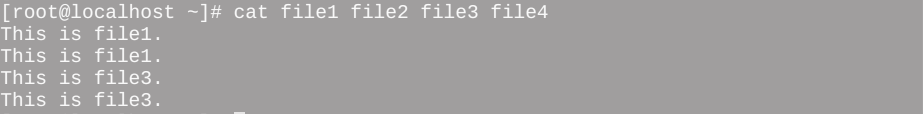 [root@localhost ~]# cat file1 file2 file3 file4
This is file1.
This is file1.
This is file3.
This is file3.